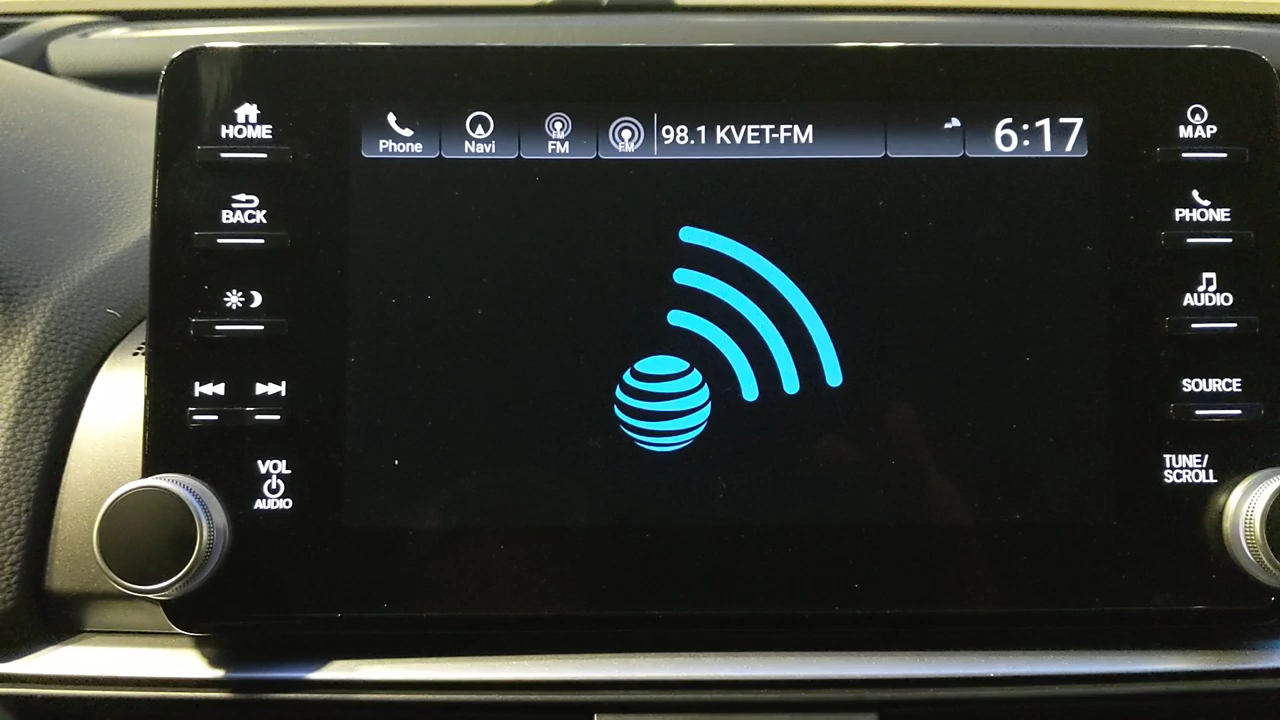 HOME
BACK
VOL
AUDIO
Phone
Navi
FM
FM
FM
98.1 KVET-FM
6:17
MAP
PHONE
AUDIO
SOURCE
TUNE/
SCROLL